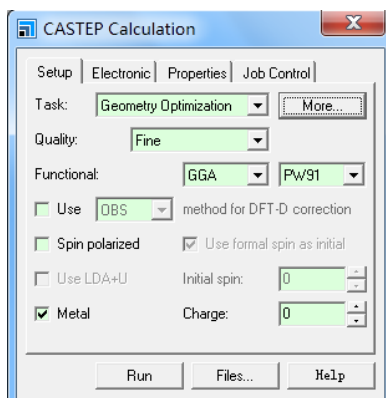 CASTEP Calculation
Setup Electronic Properties Job Control
Task: Geometry Optimization More...
Quality: Fine
Functional: GGA PW91
Use OBS method for DFT-D correction
Spin polarized Use formal spin as initial
Use LDA+U Initial spin: 0
Metal Charge: 0
Run Files... Help